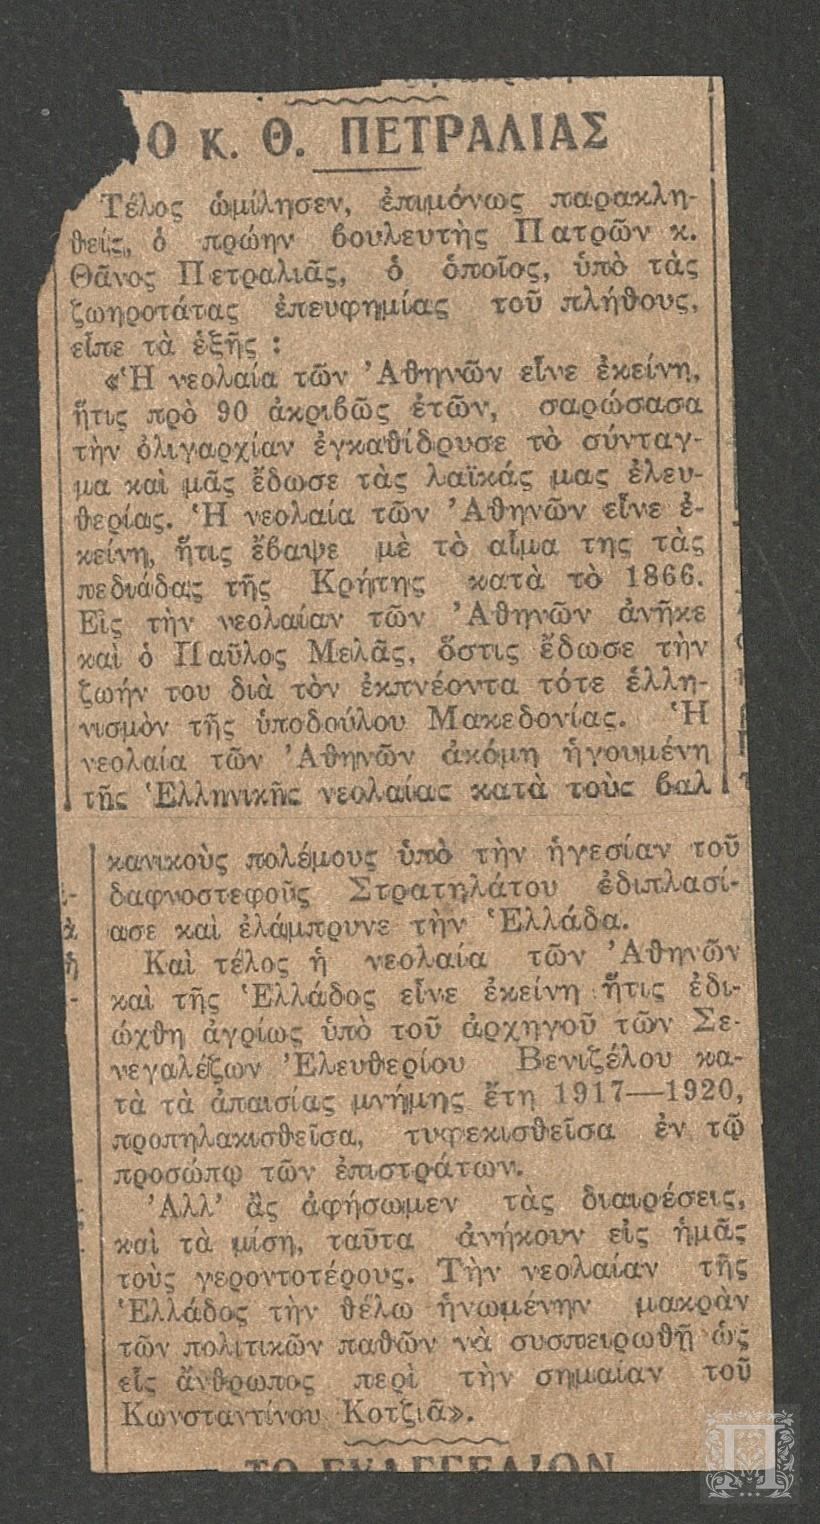 Ο κ. Θ. ΠΕΤΡΑΛΙΑΣ
Τέλος ὡμίλησεν, ἐπιμόνως παρακλη-
θείς, ὁ πρώην βουλευτὴς Πατρῶν κ.
Θᾶνος Πετραλιᾶς, ὁ ὁποῖος, ὑπὸ τὰς
ζωηροτάτας ἐπευφημίας τοῦ πλήθους,
εἶπε τὰ ἑξῆς :
«Ἡ νεολαία τῶν Ἀθηνῶν εἶνε ἐκείνη,
ἥτις πρὸ 90 ἀκριβῶς ἐτῶν, σαρώσασα
τὴν ὀλιγαρχίαν ἐγκαθίδρυσε τὸ σύνταγ-
μα καὶ μᾶς ἔδωσε τὰς λαϊκάς μας ἐλευ-
θερίας. Ἡ νεολαία τῶν Ἀθηνῶν εἶνε ἐ-
κείνη, ἥτις ἔβαψε μὲ τὸ αἷμα της τὰς
πεδιάδας τῆς Κρήτης κατὰ τὸ 1866.
Εἰς τὴν νεολαίαν τῶν Ἀθηνῶν ἀνῆκε
καὶ ὁ Παῦλος Μελᾶς, ὅστις ἔδωσε τὴν
ζωήν του διὰ τὸν ἐκπνέοντα τότε ἑλλη-
νισμὸν τῆς ὑποδούλου Μακεδονίας. Ἡ
νεολαία τῶν Ἀθηνῶν ἀκόμη ἡγουμένη
τῆς Ἑλληνικῆς νεολαίας κατὰ τοὺς βαλ
κανικοὺς πολέμους ὑπὸ τὴν ἡγεσίαν τοῦ
δαφνοστεφοῦς Στρατηλάτου ἐδιπλασί-
ασε καὶ ἐλάμπρυνε τὴν Ἑλλάδα.
Καὶ τέλος ἡ νεολαία τῶν Ἀθηνῶν
καὶ τῆς Ἑλλάδος εἶνε ἐκείνη ἥτις ἐδι-
ώχθη ἀγρίως ὑπὸ τοῦ ἀρχηγοῦ τῶν Σε-
νεγαλέζων Ἐλευθερίου Βενιζέλου κα-
τὰ τὰ ἀπαισίας μνήμης ἔτη 1917—1920,
προπηλακισθεῖσα, τυφεκισθεῖσα ἐν τῷ
προσώπῳ τῶν ἐπιστράτων.
Ἀλλ' ἂς ἀφήσωμεν τὰς διαιρέσεις,
καὶ τὰ μίση, ταῦτα ἀνήκουν εἰς ἡμᾶς
τοὺς γεροντοτέρους. Τὴν νεολαίαν τῆς
Ἑλλάδος τὴν θέλω ἡνωμένην μακρὰν
τῶν πολιτικῶν παθῶν νὰ συσπειρωθῇ ὡς
εἷς ἄνθρωπος περὶ τὴν σημαίαν τοῦ
Κωνσταντίνου Κοτζιᾶ».